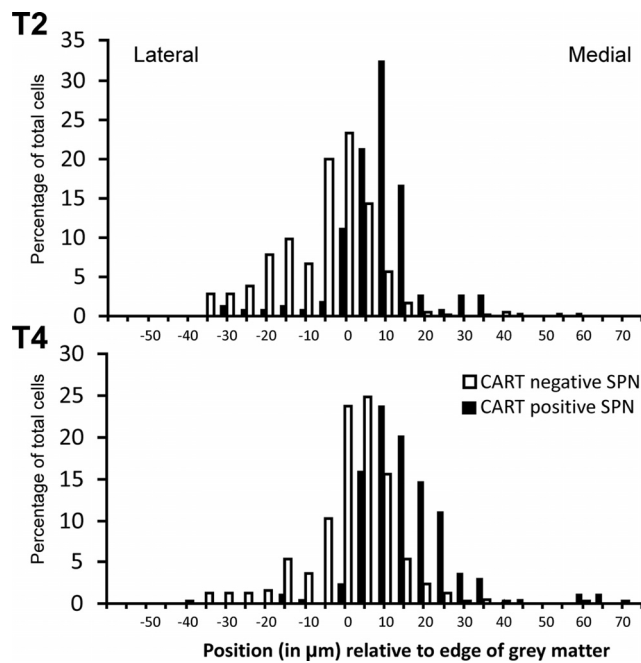 T2
Lateral
Medial
Percentage of total cells
35
30
25
20
15
10
5
0
-50 -40 -30 -20 -10 0 10 20 30 40 50 60 70
T4
CART negative SPN
CART positive SPN
Percentage of total cells
30
25
20
15
10
5
0
-50 -40 -30 -20 -10 0 10 20 30 40 50 60 70
Position (in μm) relative to edge of grey matter